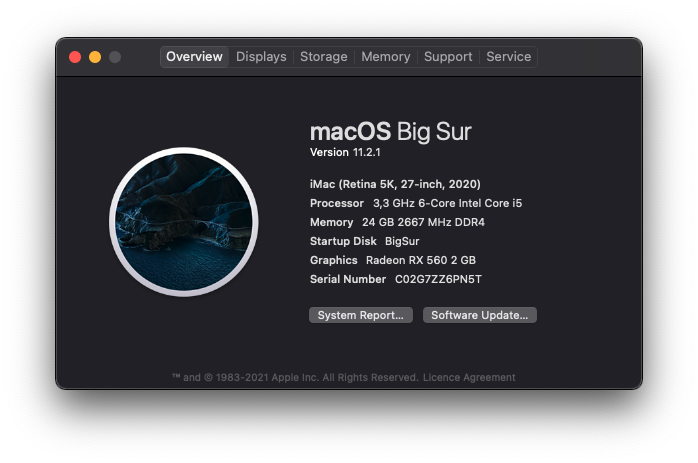 Overview Displays Storage Memory Support Service
macOS Big Sur
Version 11.2.1
iMac (Retina 5K, 27-inch, 2020)
Processor 3,3 GHz 6-Core Intel Core i5
Memory 24 GB 2667 MHz DDR4
Startup Disk BigSur
Graphics Radeon RX 560 2 GB
Serial Number C02G7ZZ6PN5T
System Report... Software Update...
™ and © 1983-2021 Apple Inc. All Rights Reserved. Licence Agreement